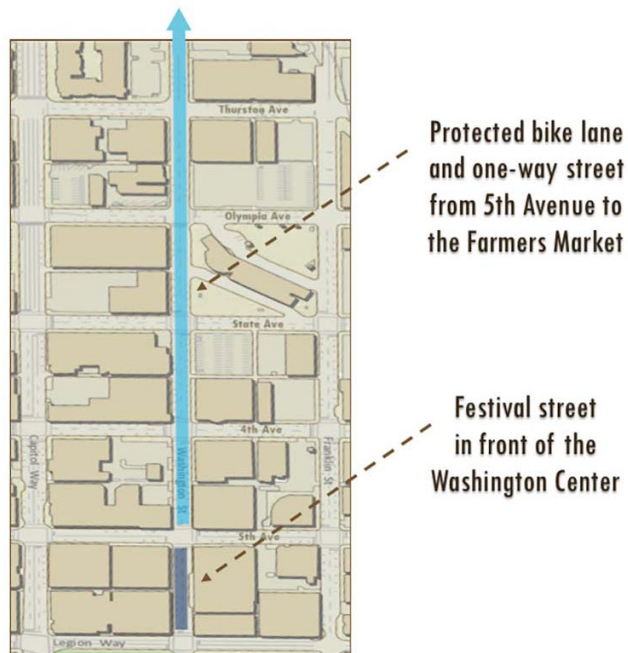 Thurston Ave
Protected bike lane
and one-way street
from 5th Avenue to
the Farmers Market
Olympia Ave
State Ave
Festival street
in front of the
Washington Center
4th Ave
Capitol Way
Washington St
Franklin St
5th Ave
Legion Way